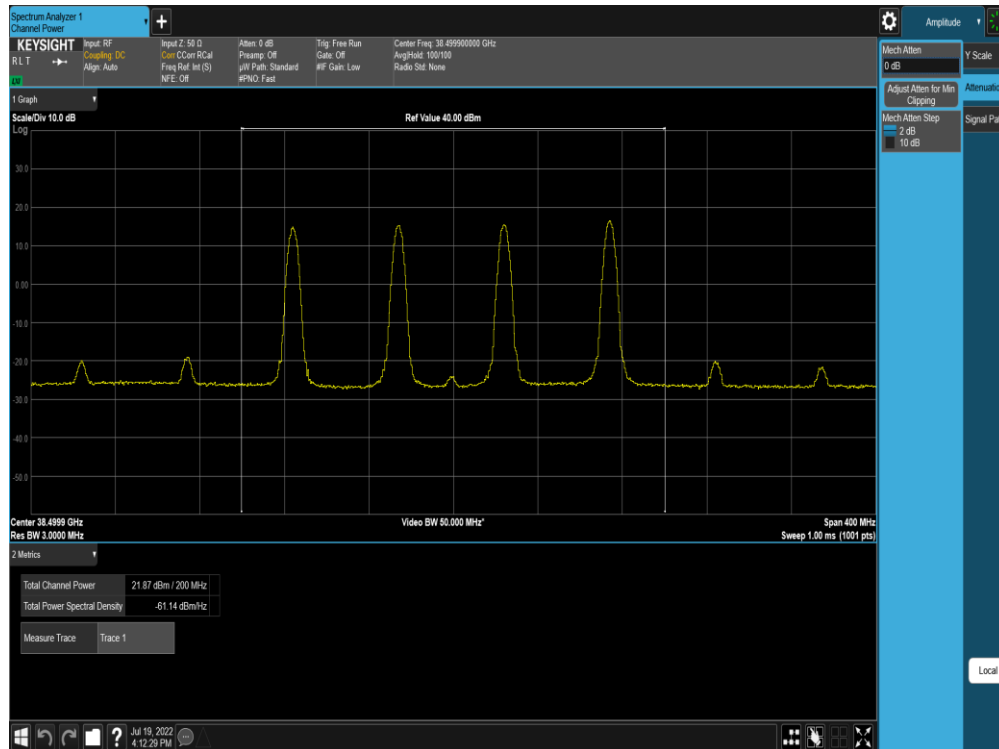 Spectrum Analyzer 1
Channel Power
+
Amplitude
KEYSIGHT
R L T
LV
Input: RF
Coupling: DC
Align: Auto
Input Z: 50 Ω
Corr CCorr RCal
Freq Ref: Int (S)
NFE: Off
Atten: 0 dB
Preamp: Off
µW Path: Standard
#PNO: Fast
Trig: Free Run
Gate: Off
#IF Gain: Low
Center Freq: 38.499900000 GHz
Avg|Hold: 100/100
Radio Std: None
Mech Atten
0 dB
Adjust Atten for Min
Clipping
Mech Atten Step
2 dB
10 dB
Y Scale
Attenuatio
Signal Pat
1 Graph
Scale/Div 10.0 dB
Ref Value 40.00 dBm
Log
30.0
20.0
10.0
0.00
-10.0
-20.0
-30.0
-40.0
-50.0
Center 38.4999 GHz
Video BW 50.000 MHz*
Span 400 MHz
Res BW 3.0000 MHz
Sweep 1.00 ms (1001 pts)
2 Metrics
Total Channel Power 21.87 dBm / 200 MHz
Total Power Spectral Density -61.14 dBm/Hz
Measure Trace Trace 1
Local
?
Jul 19, 2022
4:12:29 PM